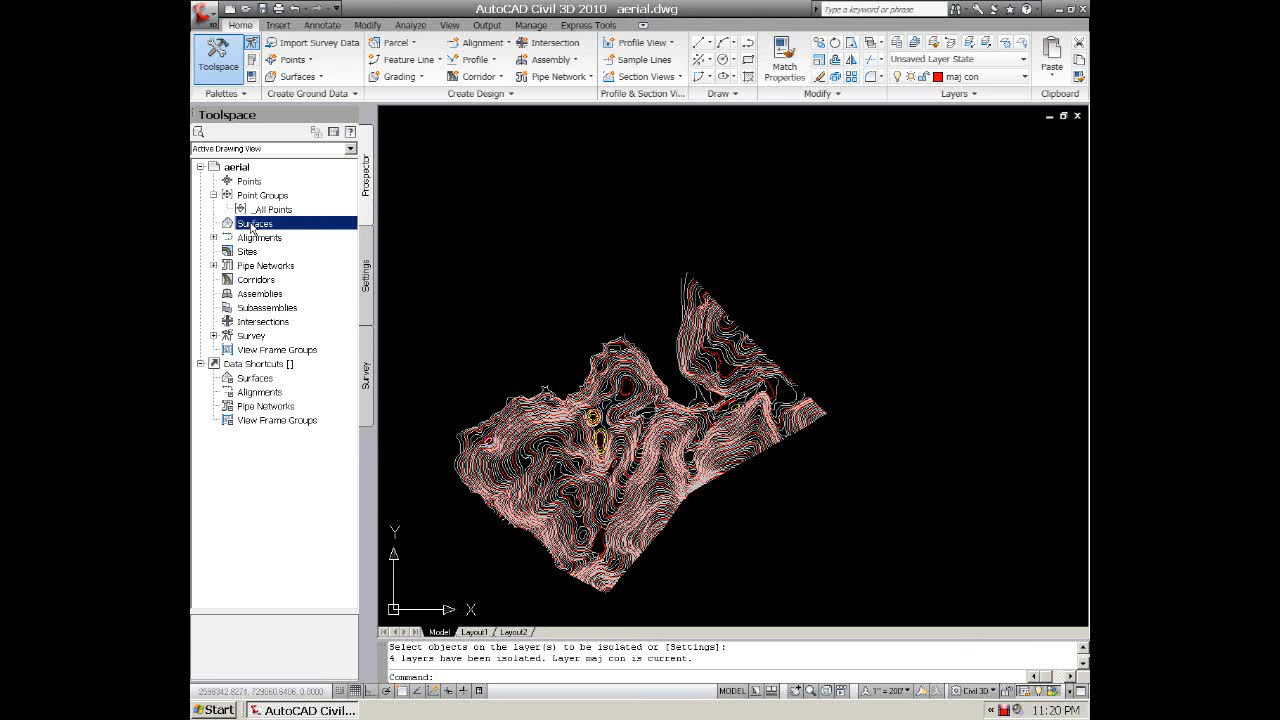 AutoCAD Civil 3D 2010 aerial.dwg
Type a keyword or phrase
Home Insert Annotate Modify Analyze View Output Manage Express Tools
Toolspace
Import Survey Data
Points
Surfaces
Parcel
Feature Line
Grading
Alignment
Profile
Corridor
Intersection
Assembly
Pipe Network
Profile View
Sample Lines
Section Views
Match
Properties
Unsaved Layer State
maj con
Paste
Palettes
Create Ground Data
Create Design
Profile & Section Vi...
Draw
Modify
Layers
Clipboard
Toolspace
Active Drawing View
aerial
Points
Point Groups
_All Points
Surfaces
Alignments
Sites
Pipe Networks
Corridors
Assemblies
Subassemblies
Intersections
Survey
View Frame Groups
Data Shortcuts []
Surfaces
Alignments
Pipe Networks
View Frame Groups
Prospector
Settings
Survey
Y
X
Model Layout1 Layout2
Select objects on the layer(s) to be isolated or [Settings]:
4 layers have been isolated. Layer maj con is current.
Command:
MODEL
1" = 200'
Civil 3D
Start
AutoCAD Civil 3D...
11:20 PM